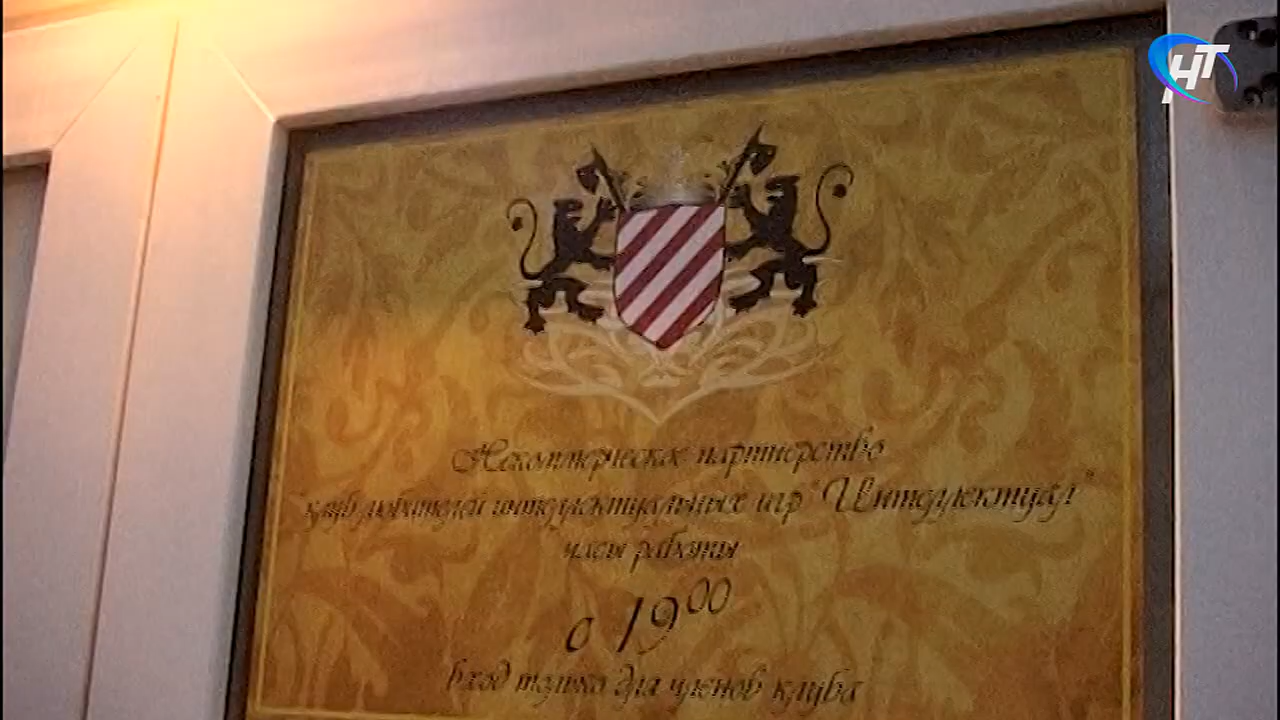 НТ
Некоммерческое партнерство
"клуб любителей интеллектуальных игр "Интеллектуал"
часы работы
с 19⁰⁰
вход только для членов клуба